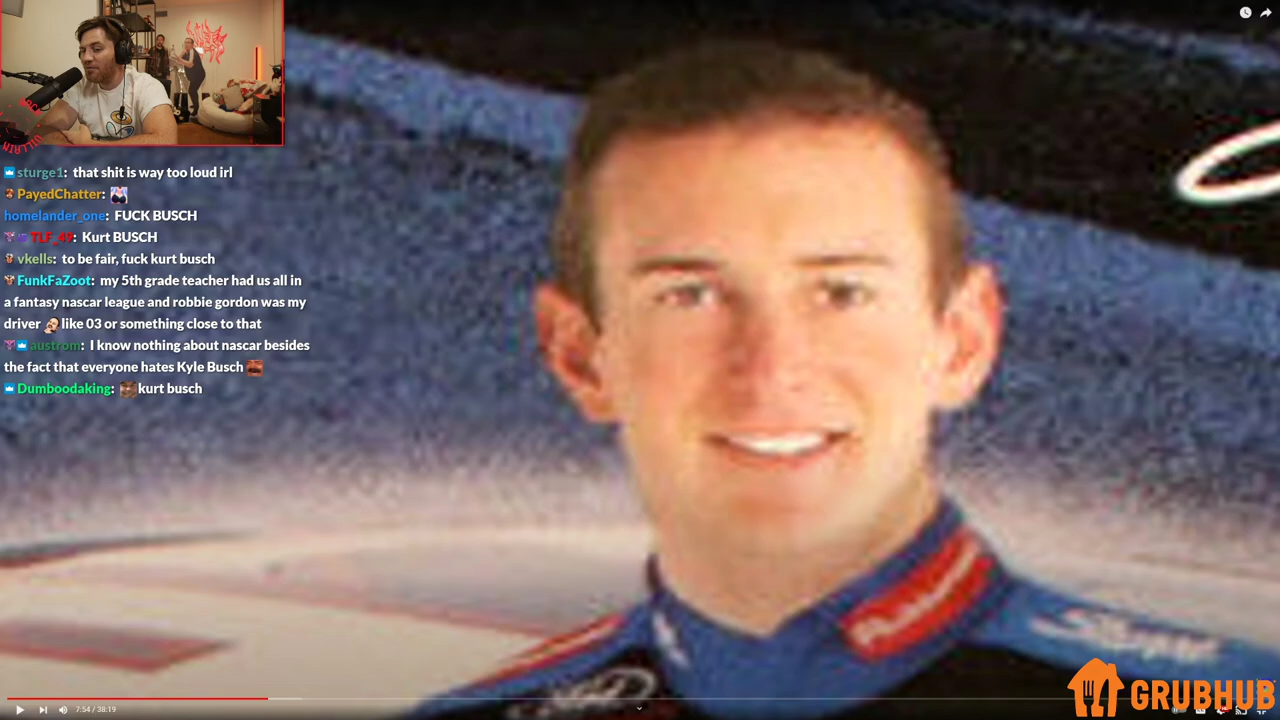 sturge1: that shit is way too loud irl
PayedChatter:
homelander_one: FUCK BUSCH
TLF_49: Kurt BUSCH
vkells: to be fair, fuck kurt busch
FunkFaZoot: my 5th grade teacher had us all in
a fantasy nascar league and robbie gordon was my
driver like 03 or something close to that
austrom: I know nothing about nascar besides
the fact that everyone hates Kyle Busch
Dumboodaking: kurt busch
Ford
Sharpie
GRUBHUB
7:54 / 38:19